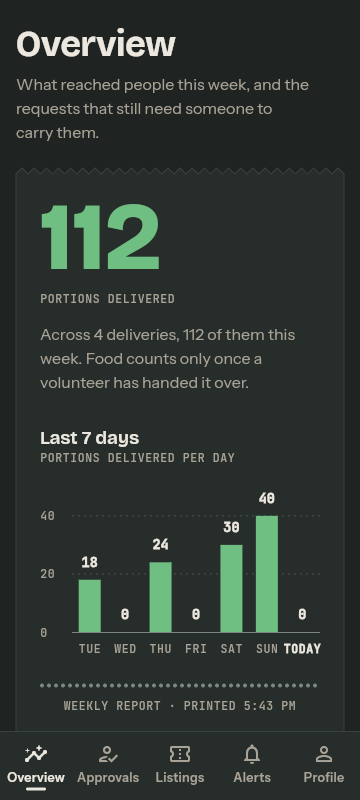 Overview
What reached people this week, and the
requests that still need someone to
carry them.
112
PORTIONS DELIVERED
Across 4 deliveries, 112 of them this
week. Food counts only once a
volunteer has handed it over.
Last 7 days
PORTIONS DELIVERED PER DAY
40
20
0
18
0
24
0
30
40
0
TUE WED THU FRI SAT SUN TODAY
WEEKLY REPORT · PRINTED 5:43 PM
Overview Approvals Listings Alerts Profile